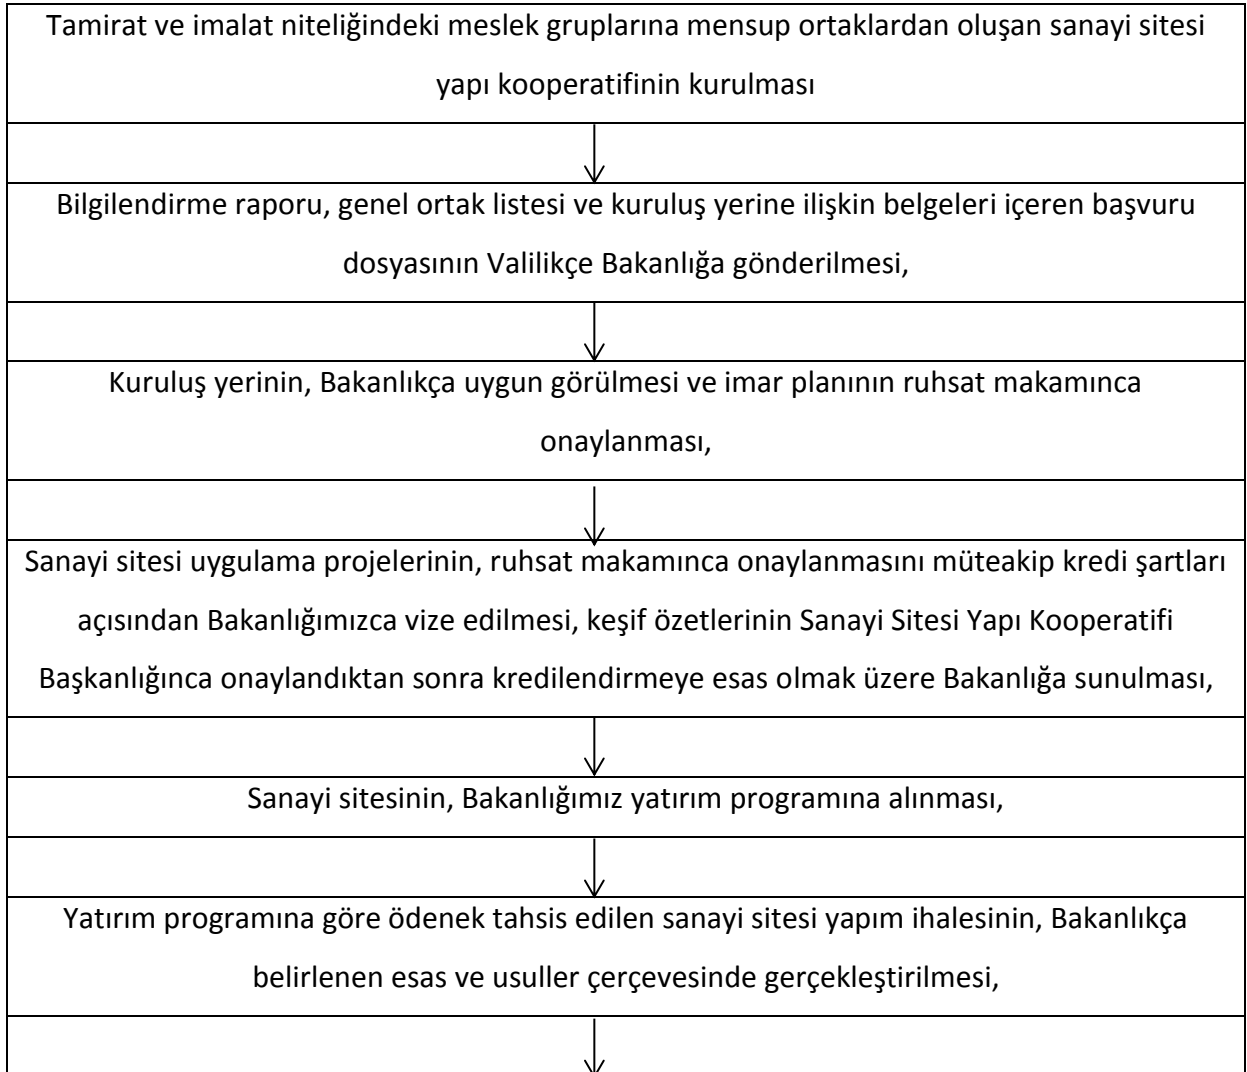 Tamirat ve imalat niteliğindeki meslek gruplarına mensup ortaklardan oluşan sanayi sitesi
yapı kooperatifinin kurulması
Bilgilendirme raporu, genel ortak listesi ve kuruluş yerine ilişkin belgeleri içeren başvuru
dosyasının Valilikçe Bakanlığa gönderilmesi,
Kuruluş yerinin, Bakanlıkça uygun görülmesi ve imar planının ruhsat makamınca
onaylanması,
Sanayi sitesi uygulama projelerinin, ruhsat makamınca onaylanmasını müteakip kredi şartları
açısından Bakanlığımızca vize edilmesi, keşif özetlerinin Sanayi Sitesi Yapı Kooperatifi
Başkanlığınca onaylandıktan sonra kredilendirmeye esas olmak üzere Bakanlığa sunulması,
Sanayi sitesinin, Bakanlığımız yatırım programına alınması,
Yatırım programına göre ödenek tahsis edilen sanayi sitesi yapım ihalesinin, Bakanlıkça
belirlenen esas ve usuller çerçevesinde gerçekleştirilmesi,